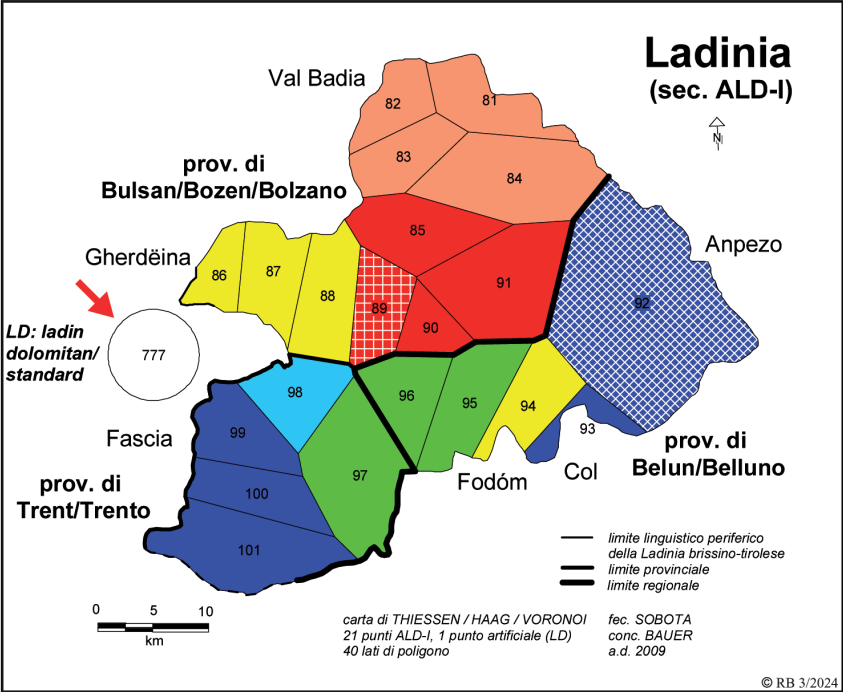 Ladinia
(sec. ALD-I)
N
Val Badia
82
81
83
84
prov. di
Bulsan/Bozen/Bolzano
85
Gherdëina
86
87
88
89
90
91
Anpezo
92
LD: ladin
dolomitan/
standard
777
98
96
95
94
93
Fascia
99
97
100
101
Fodóm
Col
prov. di
Belun/Belluno
prov. di
Trent/Trento
limite linguistico periferico
della Ladinia brissino-tirolese
limite provinciale
limite regionale
0 5 10
km
carta di THIESSEN / HAAG / VORONOI
21 punti ALD-I, 1 punto artificiale (LD)
40 lati di poligono
fec. SOBOTA
conc. BAUER
a.d. 2009
© RB 3/2024